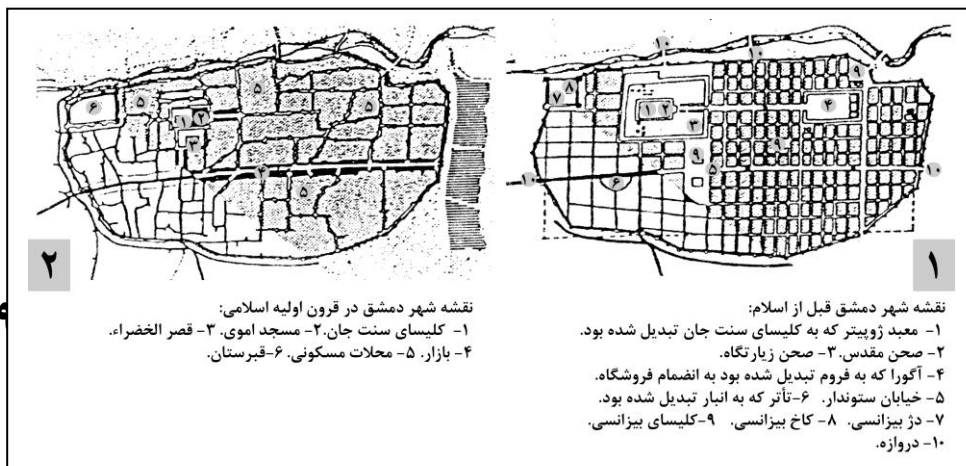 ۱
نقشه شهر دمشق قبل از اسلام:
۱- معبد ژوپیتر که به کلیسای سنت جان تبدیل شده بود.
۲- صحن مقدس. ۳- صحن زیارتگاه.
۴- آگورا که به فروم تبدیل شده بود به انضمام فروشگاه.
۵- خیابان ستوندار. ۶-تأتر که به انبار تبدیل شده بود.
۷- دژ بیزانسی. ۸- کاخ بیزانسی. ۹-کلیسای بیزانسی.
۱۰- دروازه.
۲
نقشه شهر دمشق در قرون اولیه اسلامی:
۱- کلیسای سنت جان. ۲- مسجد اموی. ۳- قصر الخضراء.
۴- بازار. ۵- محلات مسکونی. ۶-قبرستان.